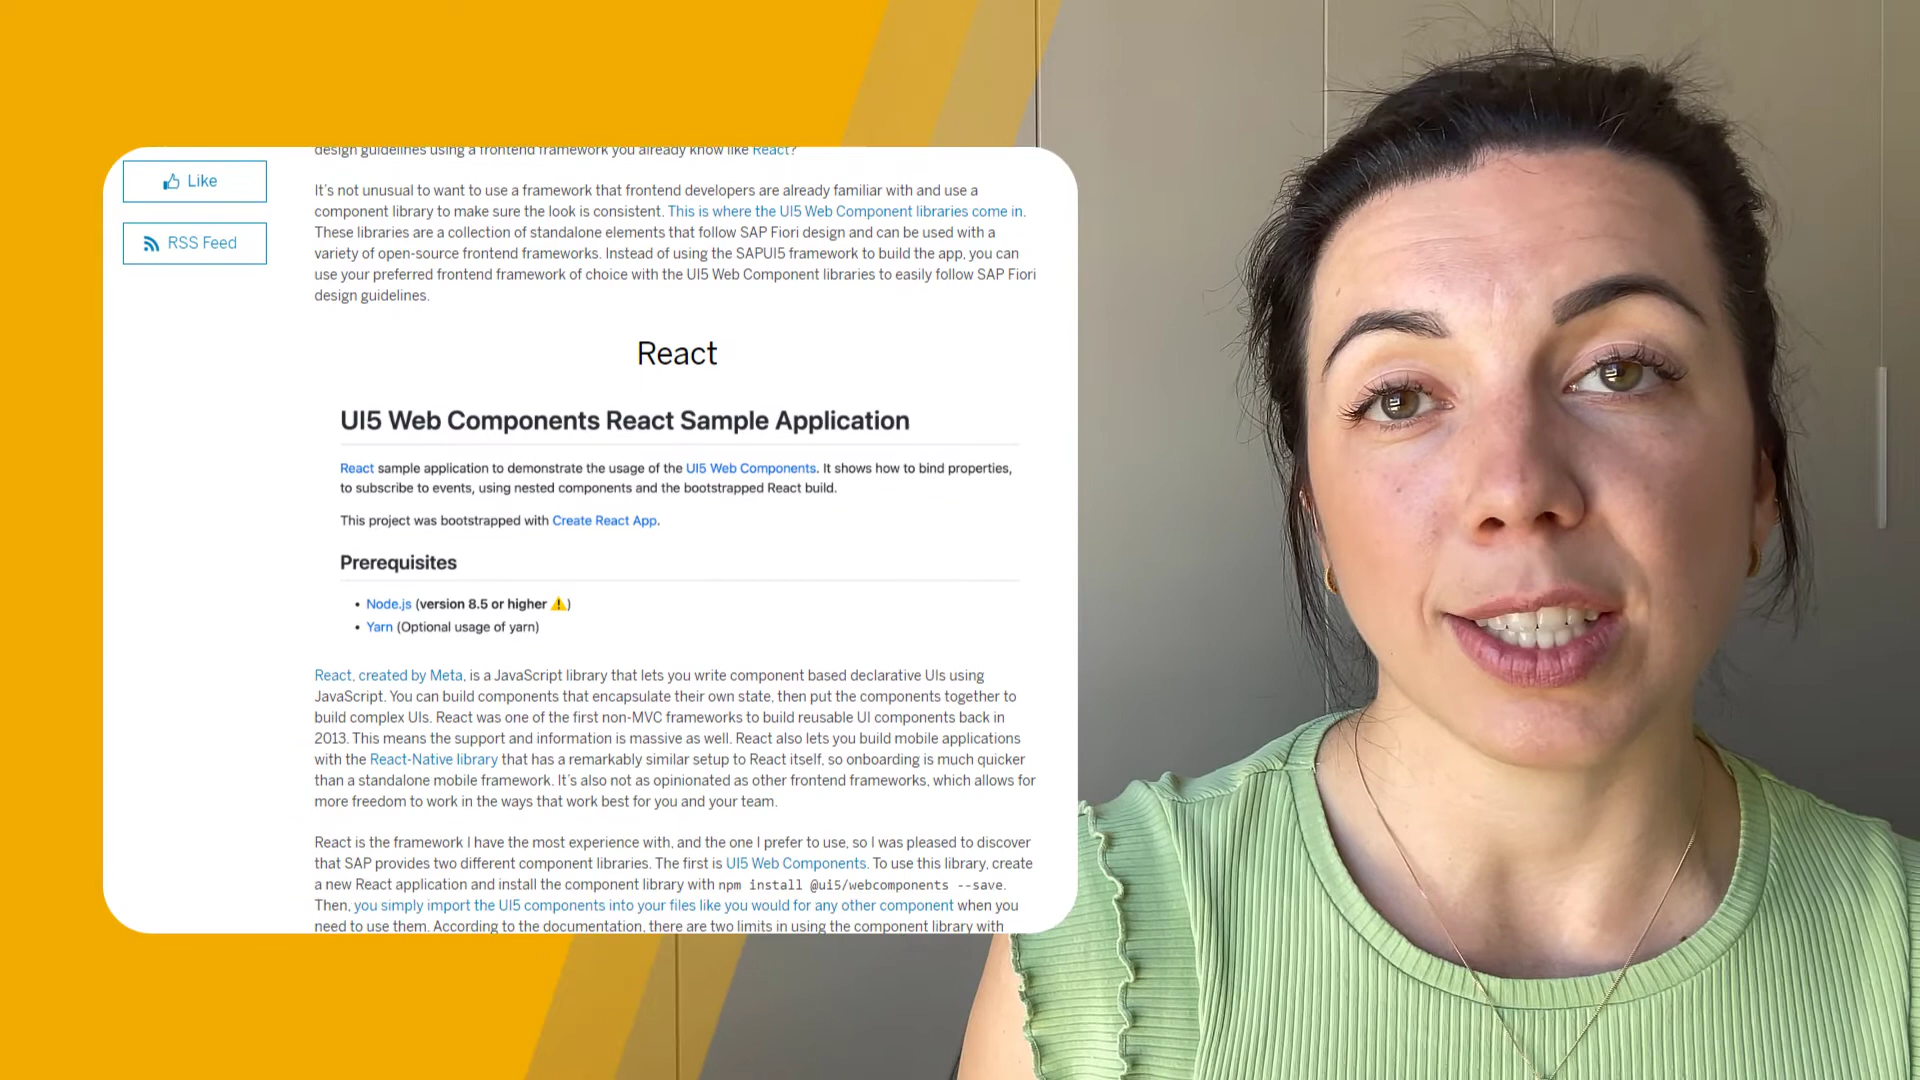 design guidelines using a frontend framework you already know like React?
Like
RSS Feed
It's not unusual to want to use a framework that frontend developers are already familiar with and use a
component library to make sure the look is consistent. This is where the UI5 Web Component libraries come in.
These libraries are a collection of standalone elements that follow SAP Fiori design and can be used with a
variety of open-source frontend frameworks. Instead of using the SAPUI5 framework to build the app, you can
use your preferred frontend framework of choice with the UI5 Web Component libraries to easily follow SAP Fiori
design guidelines.
React
UI5 Web Components React Sample Application
React sample application to demonstrate the usage of the UI5 Web Components. It shows how to bind properties,
to subscribe to events, using nested components and the bootstrapped React build.
This project was bootstrapped with Create React App.
Prerequisites
• Node.js (version 8.5 or higher ⚠️)
• Yarn (Optional usage of yarn)
React, created by Meta, is a JavaScript library that lets you write component based declarative UIs using
JavaScript. You can build components that encapsulate their own state, then put the components together to
build complex UIs. React was one of the first non-MVC frameworks to build reusable UI components back in
2013. This means the support and information is massive as well. React also lets you build mobile applications
with the React-Native library that has a remarkably similar setup to React itself, so onboarding is much quicker
than a standalone mobile framework. It's also not as opinionated as other frontend frameworks, which allows for
more freedom to work in the ways that work best for you and your team.
React is the framework I have the most experience with, and the one I prefer to use, so I was pleased to discover
that SAP provides two different component libraries. The first is UI5 Web Components. To use this library, create
a new React application and install the component library with npm install @ui5/webcomponents --save.
Then, you simply import the UI5 components into your files like you would for any other component when you
need to use them. According to the documentation, there are two limits in using the component library with